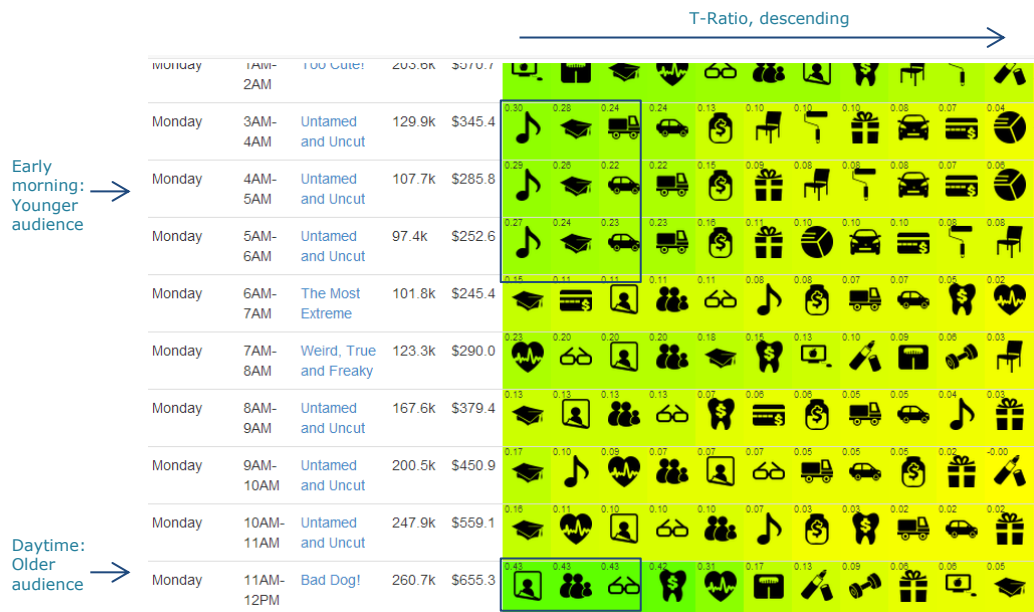 T-Ratio, descending
Monday 1AM- Too Cute! 203.6k $570.7
2AM
0.30 0.28 0.24 0.24 0.13 0.10 0.10 0.10 0.08 0.07 0.04
Monday 3AM- Untamed 129.9k $345.4
4AM and Uncut
0.29 0.26 0.22 0.22 0.15 0.09 0.08 0.08 0.08 0.07 0.06
Early
morning:
Younger
audience
Monday 4AM- Untamed 107.7k $285.8
5AM and Uncut
0.27 0.24 0.23 0.23 0.16 0.11 0.10 0.10 0.10 0.08 0.08
Monday 5AM- Untamed 97.4k $252.6
6AM and Uncut
0.15 0.11 0.11 0.11 0.11 0.08 0.08 0.07 0.07 0.05 0.02
Monday 6AM- The Most 101.8k $245.4
7AM Extreme
0.23 0.20 0.20 0.20 0.18 0.15 0.13 0.10 0.09 0.06 0.03
Monday 7AM- Weird, True 123.3k $290.0
8AM and Freaky
0.13 0.13 0.13 0.13 0.06 0.06 0.06 0.05 0.05 0.04 0.03
Monday 8AM- Untamed 167.6k $379.4
9AM and Uncut
0.17 0.10 0.09 0.07 0.07 0.07 0.05 0.05 0.02 0.02 -0.00
Monday 9AM- Untamed 200.5k $450.9
10AM and Uncut
0.16 0.11 0.10 0.10 0.10 0.07 0.03 0.03 0.02 0.02 0.02
Monday 10AM- Untamed 247.9k $559.1
11AM and Uncut
Daytime:
Older
audience
0.43 0.43 0.43 0.42 0.31 0.17 0.13 0.09 0.06 0.06 0.05
Monday 11AM- Bad Dog! 260.7k $655.3
12PM